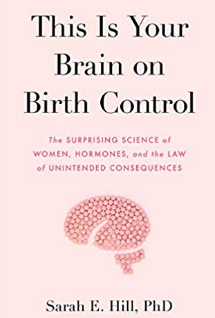 This Is Your
Brain on
Birth Control
The SURPRISING SCIENCE of
WOMEN, HORMONES, and the LAW
of UNINTENDED CONSEQUENCES
Sarah E. Hill, PhD